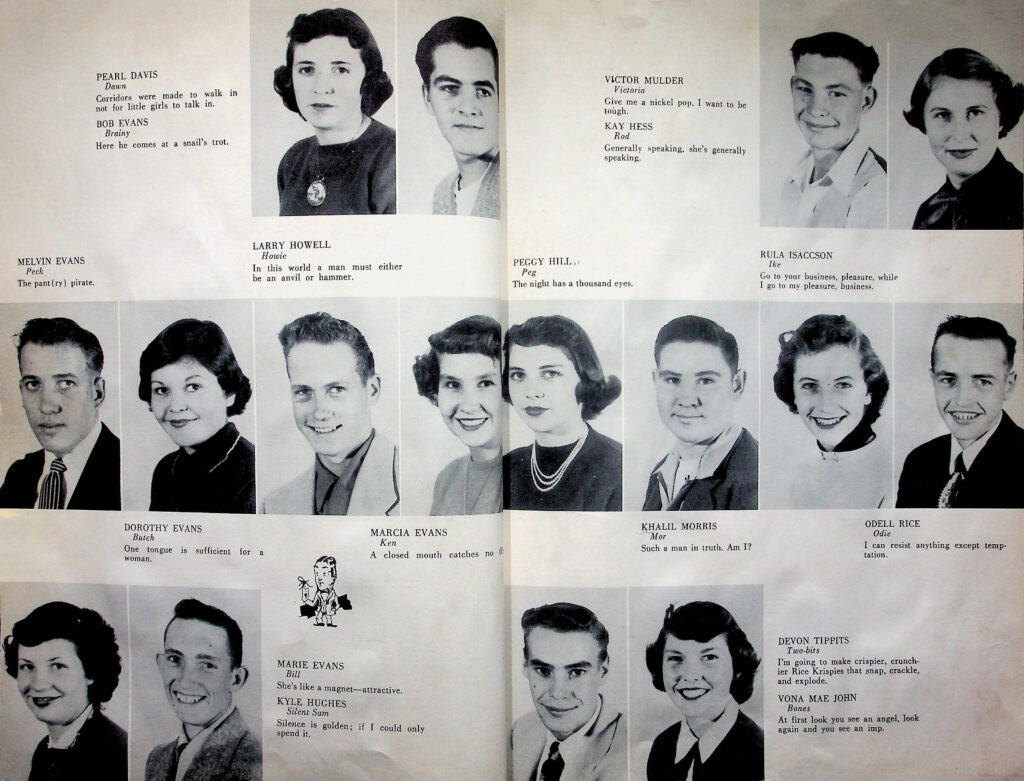 PEARL DAVIS
Dawn
Corridors were made to walk in
not for little girls to talk in.
BOB EVANS
Brainy
Here he comes at a snail's trot.
MELVIN EVANS
Peck
The pant(ry) pirate.
LARRY HOWELL
Howie
In this world a man must either
be an anvil or hammer.
DOROTHY EVANS
Butch
One tongue is sufficient for a
woman.
MARCIA EVANS
Ken
A closed mouth catches no
MARIE EVANS
Bill
She's like a magnet—attractive.
KYLE HUGHES
Silent Sam
Silence is golden; if I could only
spend it.
VICTOR MULDER
Victoria
Give me a nickel pop. I want to be
tough.
KAY HESS
Rod
Generally speaking, she's generally
speaking.
PEGGY HILL
Peg
The night has a thousand eyes.
RULA ISACCSON
Ike
Go to your business, pleasure, while
I go to my pleasure, business.
KHALIL MORRIS
Mor
Such a man in truth. Am I?
ODELL RICE
Odie
I can resist anything except temp-
tation.
DEVON TIPPITS
Two-bits
I'm going to make crispier, crunch-
ier Rice Krispies that snap, crackle,
and explode.
VONA MAE JOHN
Bones
At first look you see an angel, look
again and you see an imp.